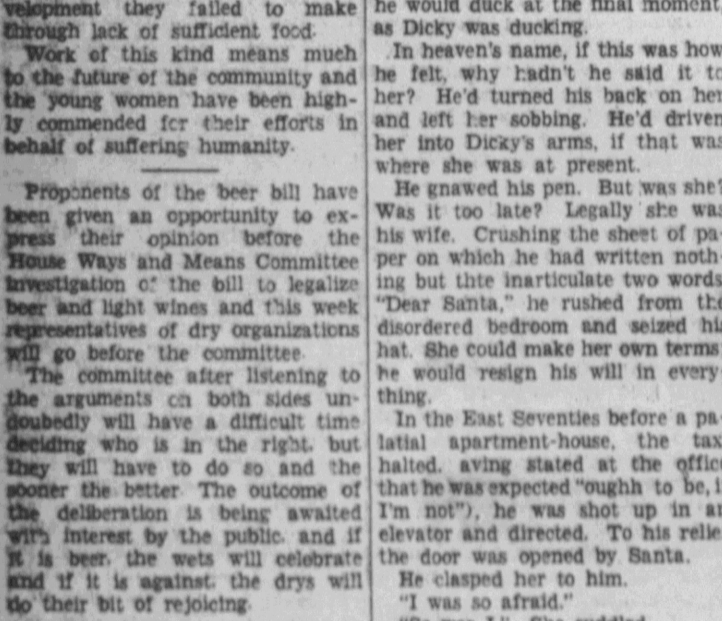 velopment they failed to make
through lack of sufficient food.
Work of this kind means much
to the future of the community and
the young women have been high-
ly commended for their efforts in
behalf of suffering humanity.
Proponents of the beer bill have
been given an opportunity to ex-
press their opinion before the
House Ways and Means Committee
investigation of the bill to legalize
beer and light wines and this week
representatives of dry organizations
will go before the committee.
The committee after listening to
the arguments on both sides un-
doubedly will have a difficult time
deciding who is in the right, but
they will have to do so and the
sooner the better. The outcome of
the deliberation is being awaited
with interest by the public, and if
it is beer, the wets will celebrate
and if it is against, the drys will
do their bit of rejoicing.
he would duck at the final moment
as Dicky was ducking.
In heaven's name, if this was how
he felt, why hadn't he said it to
her? He'd turned his back on her
and left her sobbing. He'd driven
her into Dicky's arms, if that was
where she was at present.
He gnawed his pen. But was she?
Was it too late? Legally she was
his wife. Crushing the sheet of pa-
per on which he had written noth-
ing but thte inarticulate two words
"Dear Santa," he rushed from the
disordered bedroom and seized his
hat. She could make her own terms
he would resign his will in every-
thing.
In the East Seventies before a pa-
latial apartment-house, the tax
halted. aving stated at the office
that he was expected "oughh to be, i
I'm not"), he was shot up in an
elevator and directed. To his relie
the door was opened by Santa.
He clasped her to him.
"I was so afraid."